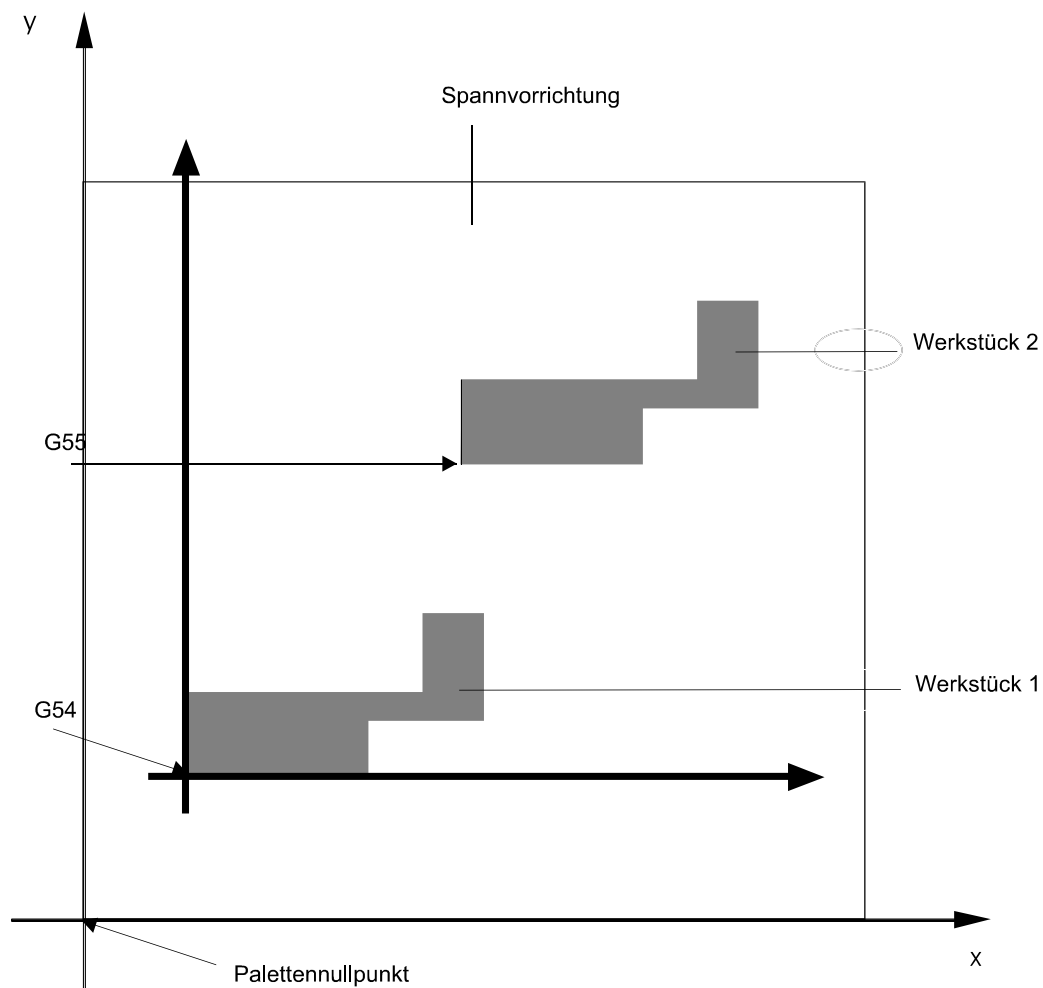 y
Spannvorrichtung
Werkstück 2
G55
Werkstück 1
G54
x
Palettennullpunkt